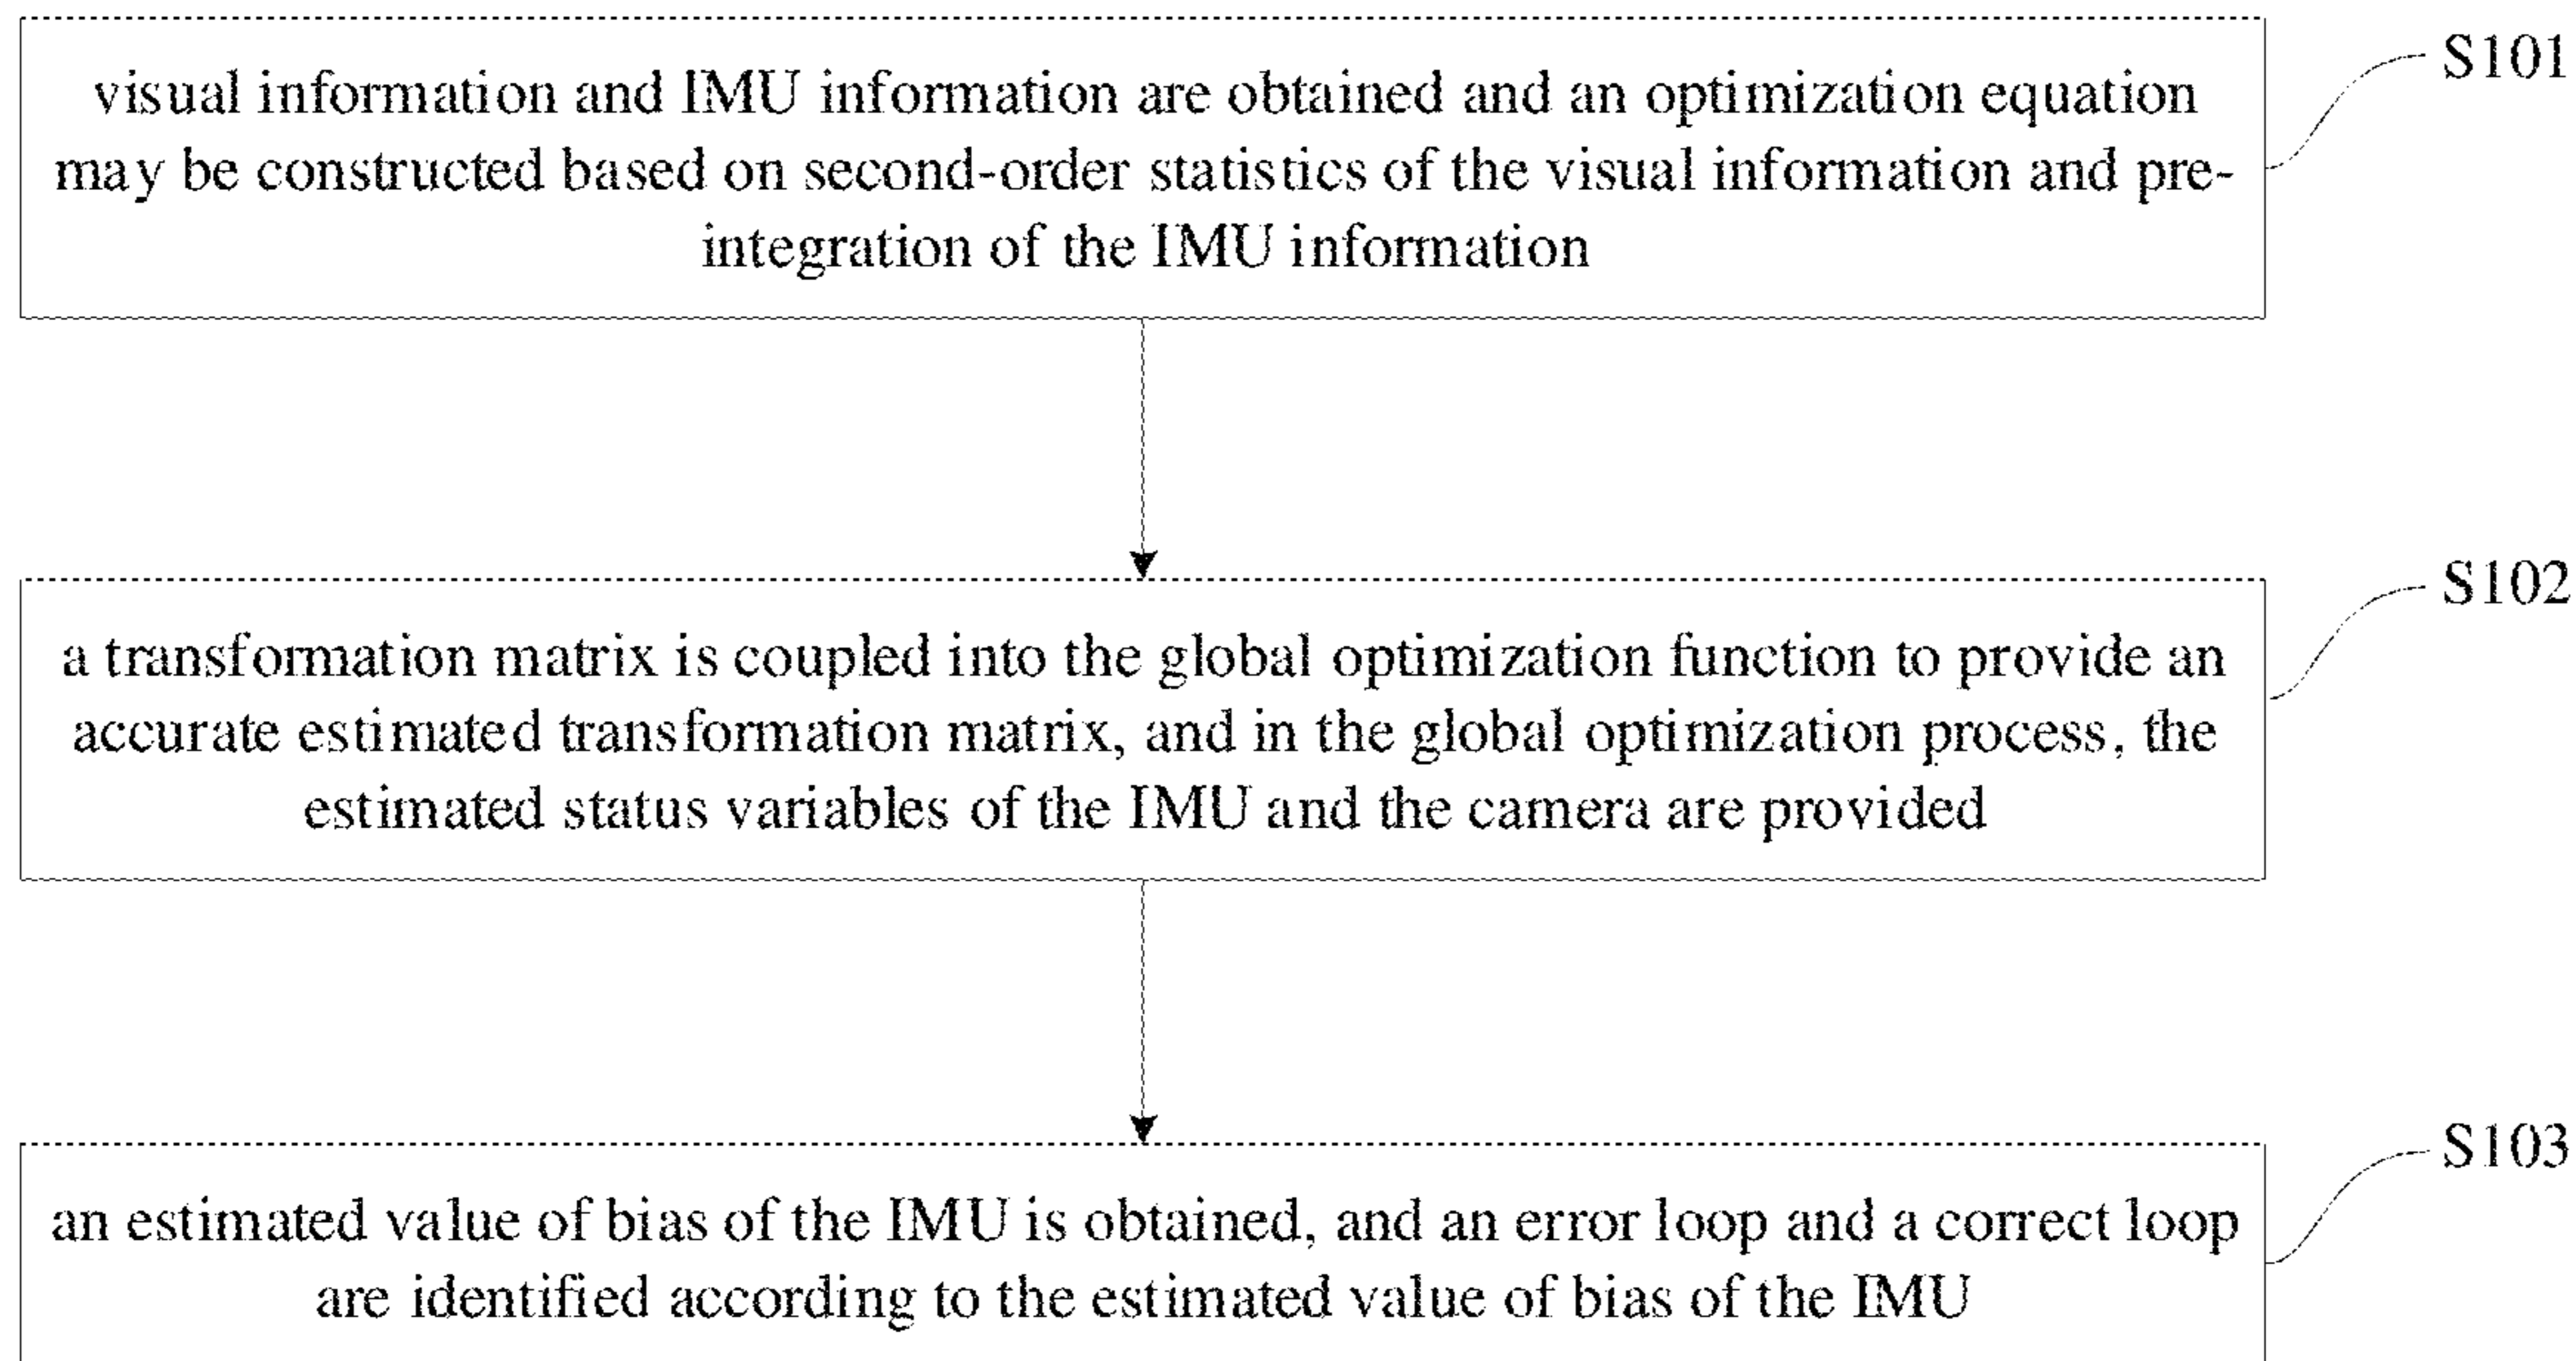 S101
visual information and IMU information are obtained and an optimization equation
may be constructed based on second-order statistics of the visual information and pre-
integration of the IMU information
S102
a transformation matrix is coupled into the global optimization function to provide an
accurate estimated transformation matrix, and in the global optimization process, the
estimated status variables of the IMU and the camera are provided
S103
an estimated value of bias of the IMU is obtained, and an error loop and a correct loop
are identified according to the estimated value of bias of the IMU